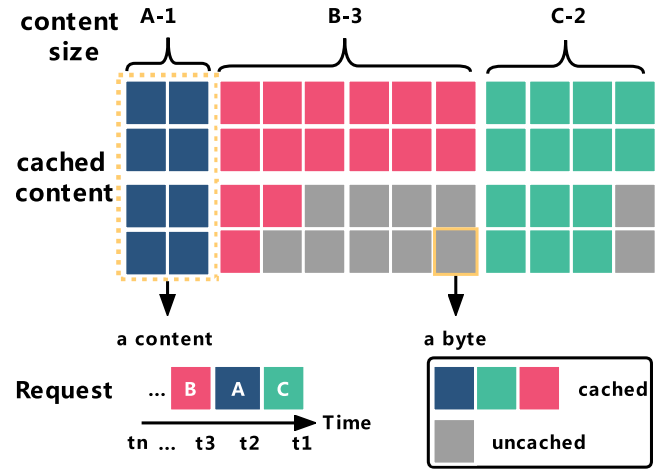 content size
A-1
B-3
C-2
cached content
a content
a byte
Request
... B A C
Time
tn ... t3 t2 t1
cached
uncached